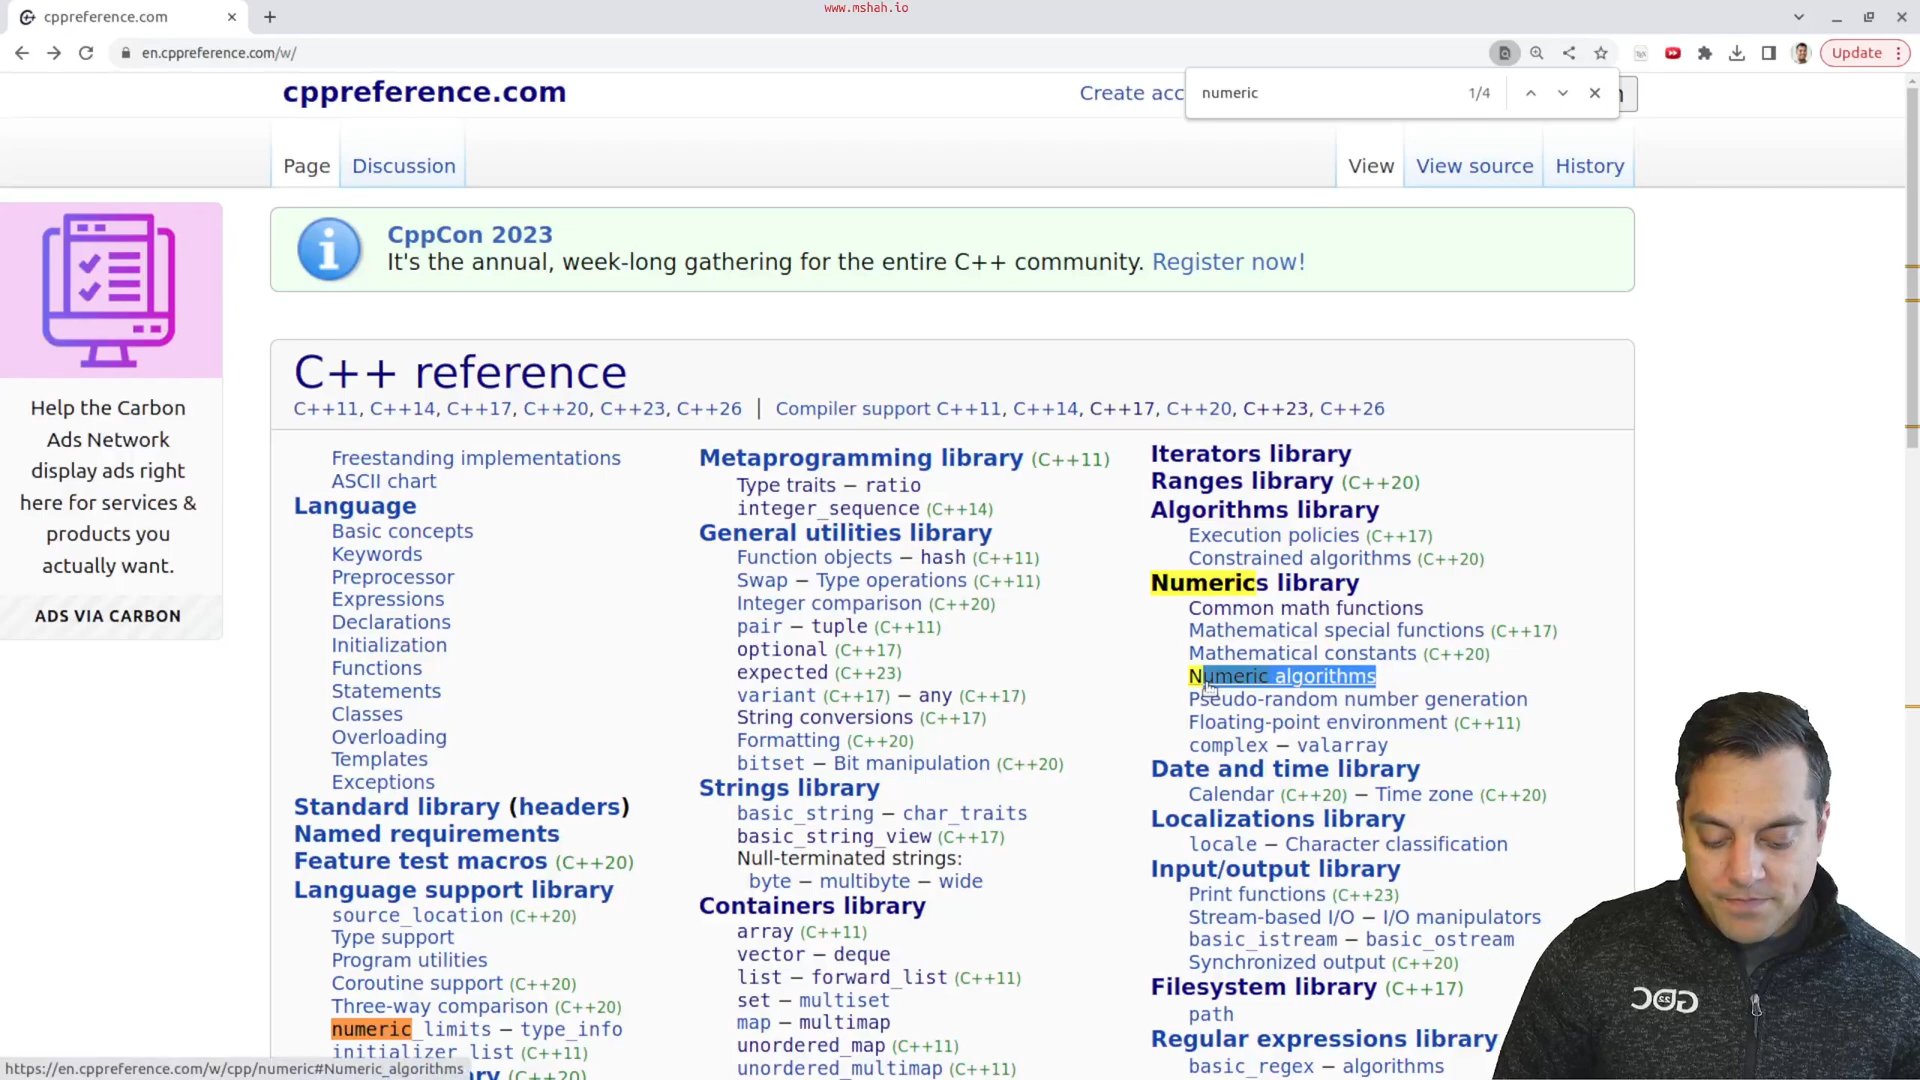 www.mshah.io
cppreference.com
en.cppreference.com/w/
Update
cppreference.com
Create acc
numeric 1/4
Page Discussion
View View source History
CppCon 2023
It's the annual, week-long gathering for the entire C++ community. Register now!
Help the Carbon
Ads Network
display ads right
here for services &
products you
actually want.
ADS VIA CARBON
C++ reference
C++11, C++14, C++17, C++20, C++23, C++26 | Compiler support C++11, C++14, C++17, C++20, C++23, C++26
Freestanding implementations
ASCII chart
Language
Basic concepts
Keywords
Preprocessor
Expressions
Declarations
Initialization
Functions
Statements
Classes
Overloading
Templates
Exceptions
Standard library (headers)
Named requirements
Feature test macros (C++20)
Language support library
source_location (C++20)
Type support
Program utilities
Coroutine support (C++20)
Three-way comparison (C++20)
numeric_limits – type_info
initializer_list (C++11)
Metaprogramming library (C++11)
Type traits – ratio
integer_sequence (C++14)
General utilities library
Function objects – hash (C++11)
Swap – Type operations (C++11)
Integer comparison (C++20)
pair – tuple (C++11)
optional (C++17)
expected (C++23)
variant (C++17) – any (C++17)
String conversions (C++17)
Formatting (C++20)
bitset – Bit manipulation (C++20)
Strings library
basic_string – char_traits
basic_string_view (C++17)
Null-terminated strings:
byte – multibyte – wide
Containers library
array (C++11)
vector – deque
list – forward_list (C++11)
set – multiset
map – multimap
unordered_map (C++11)
unordered_multimap (C++11)
Iterators library
Ranges library (C++20)
Algorithms library
Execution policies (C++17)
Constrained algorithms (C++20)
Numerics library
Common math functions
Mathematical special functions (C++17)
Mathematical constants (C++20)
Numeric algorithms
Pseudo-random number generation
Floating-point environment (C++11)
complex – valarray
Date and time library
Calendar (C++20) – Time zone (C++20)
Localizations library
locale – Character classification
Input/output library
Print functions (C++23)
Stream-based I/O – I/O manipulators
basic_istream – basic_ostream
Synchronized output (C++20)
Filesystem library (C++17)
path
Regular expressions library
basic_regex – algorithms
https://en.cppreference.com/w/cpp/numeric#Numeric_algorithms
(C++20)
GDC 22